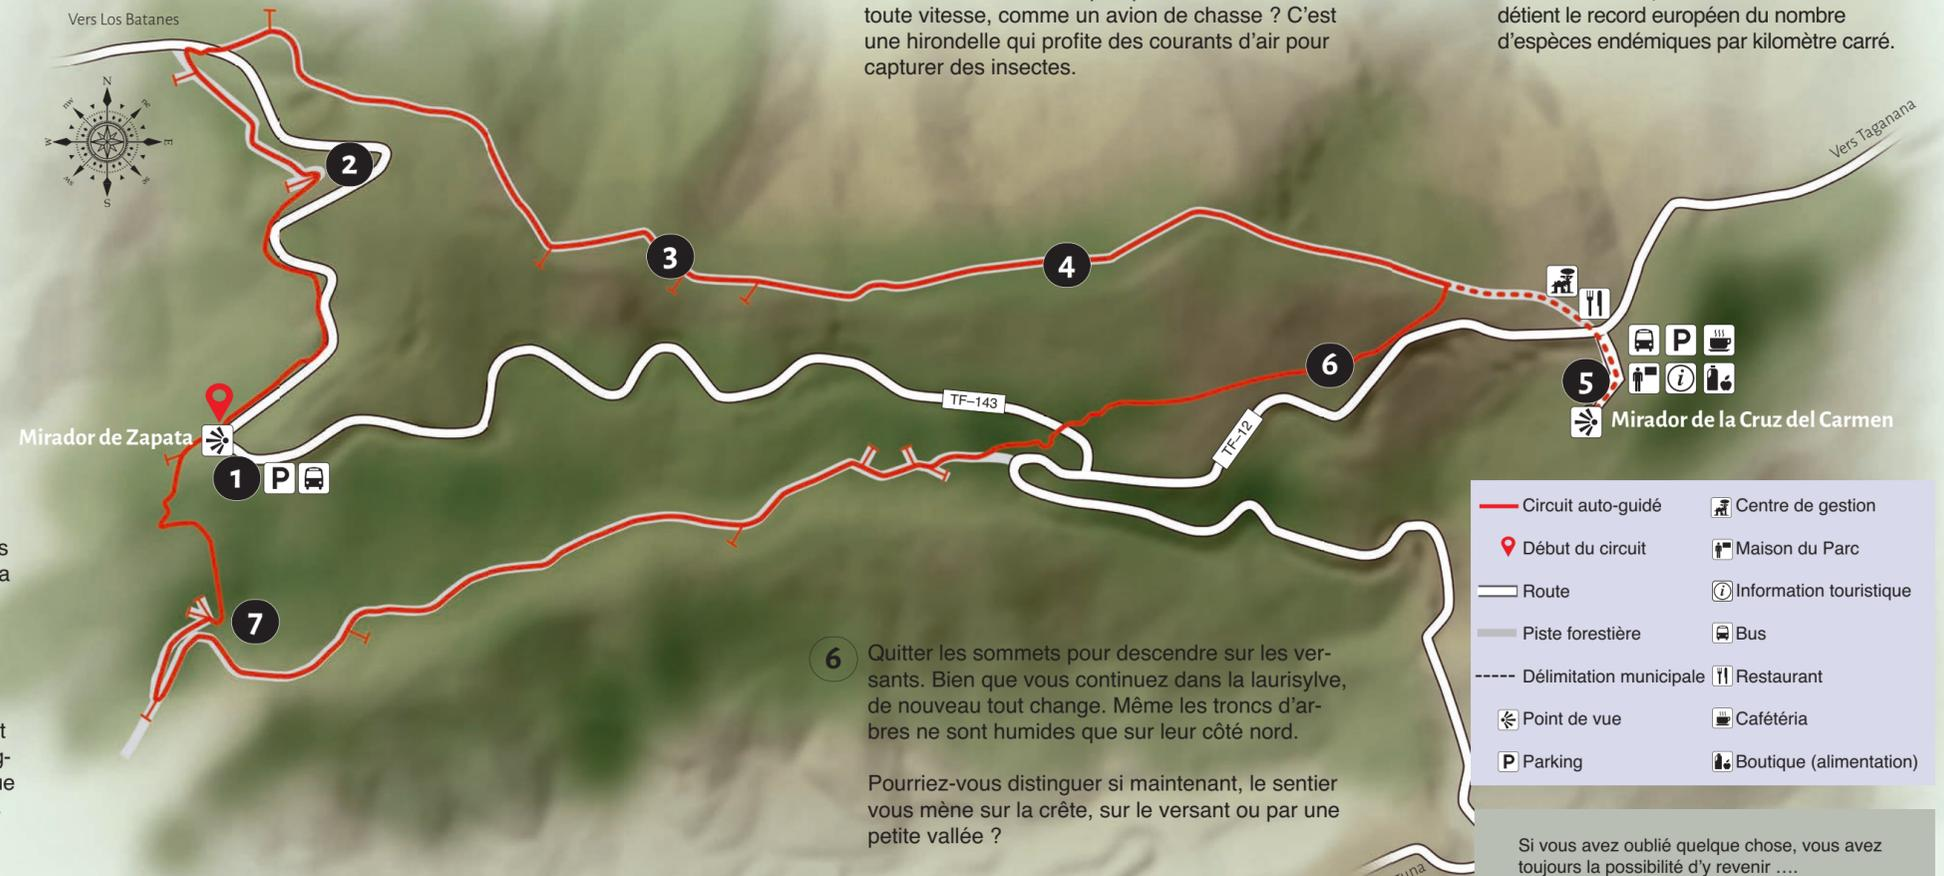 Vers Los Batanes
toute vitesse, comme un avion de chasse ? C'est
une hirondelle qui profite des courants d'air pour
capturer des insectes.
détient le record européen du nombre
d'espèces endémiques par kilomètre carré.
N
nw
ne
W
E
sw
se
S
Vers Taganana
2
3
4
6
5
TF–143
TF–12
P
Mirador de Zapata
Mirador de la Cruz del Carmen
1
P
7
s
a
t
g-
ue
6
Quitter les sommets pour descendre sur les ver-
sants. Bien que vous continuez dans la laurisylve,
de nouveau tout change. Même les troncs d'ar-
bres ne sont humides que sur leur côté nord.
Pourriez-vous distinguer si maintenant, le sentier
vous mène sur la crête, sur le versant ou par une
petite vallée ?
Circuit auto-guidé
Début du circuit
Route
Piste forestière
Délimitation municipale
Point de vue
P Parking
Centre de gestion
Maison du Parc
i Information touristique
Bus
Restaurant
Cafétéria
Boutique (alimentation)
Si vous avez oublié quelque chose, vous avez
toujours la possibilité d'y revenir ….